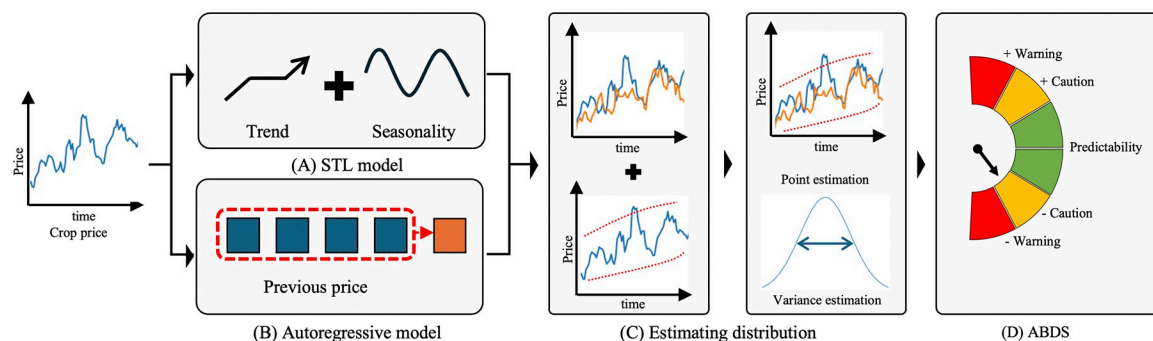 Price
time
Crop price
Trend
Seasonality
(A) STL model
Previous price
(B) Autoregressive model
Price
time
Price
time
Price
time
Point estimation
Variance estimation
(C) Estimating distribution
+ Warning
+ Caution
Predictability
- Caution
- Warning
(D) ABDS